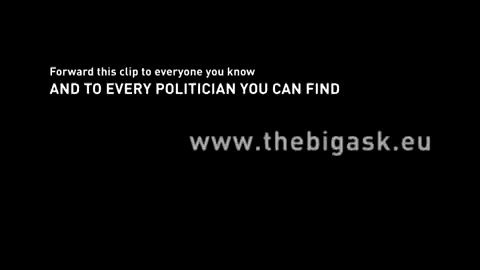 Forward this clip to everyone you know
AND TO EVERY POLITICIAN YOU CAN FIND
www.thebigask.eu